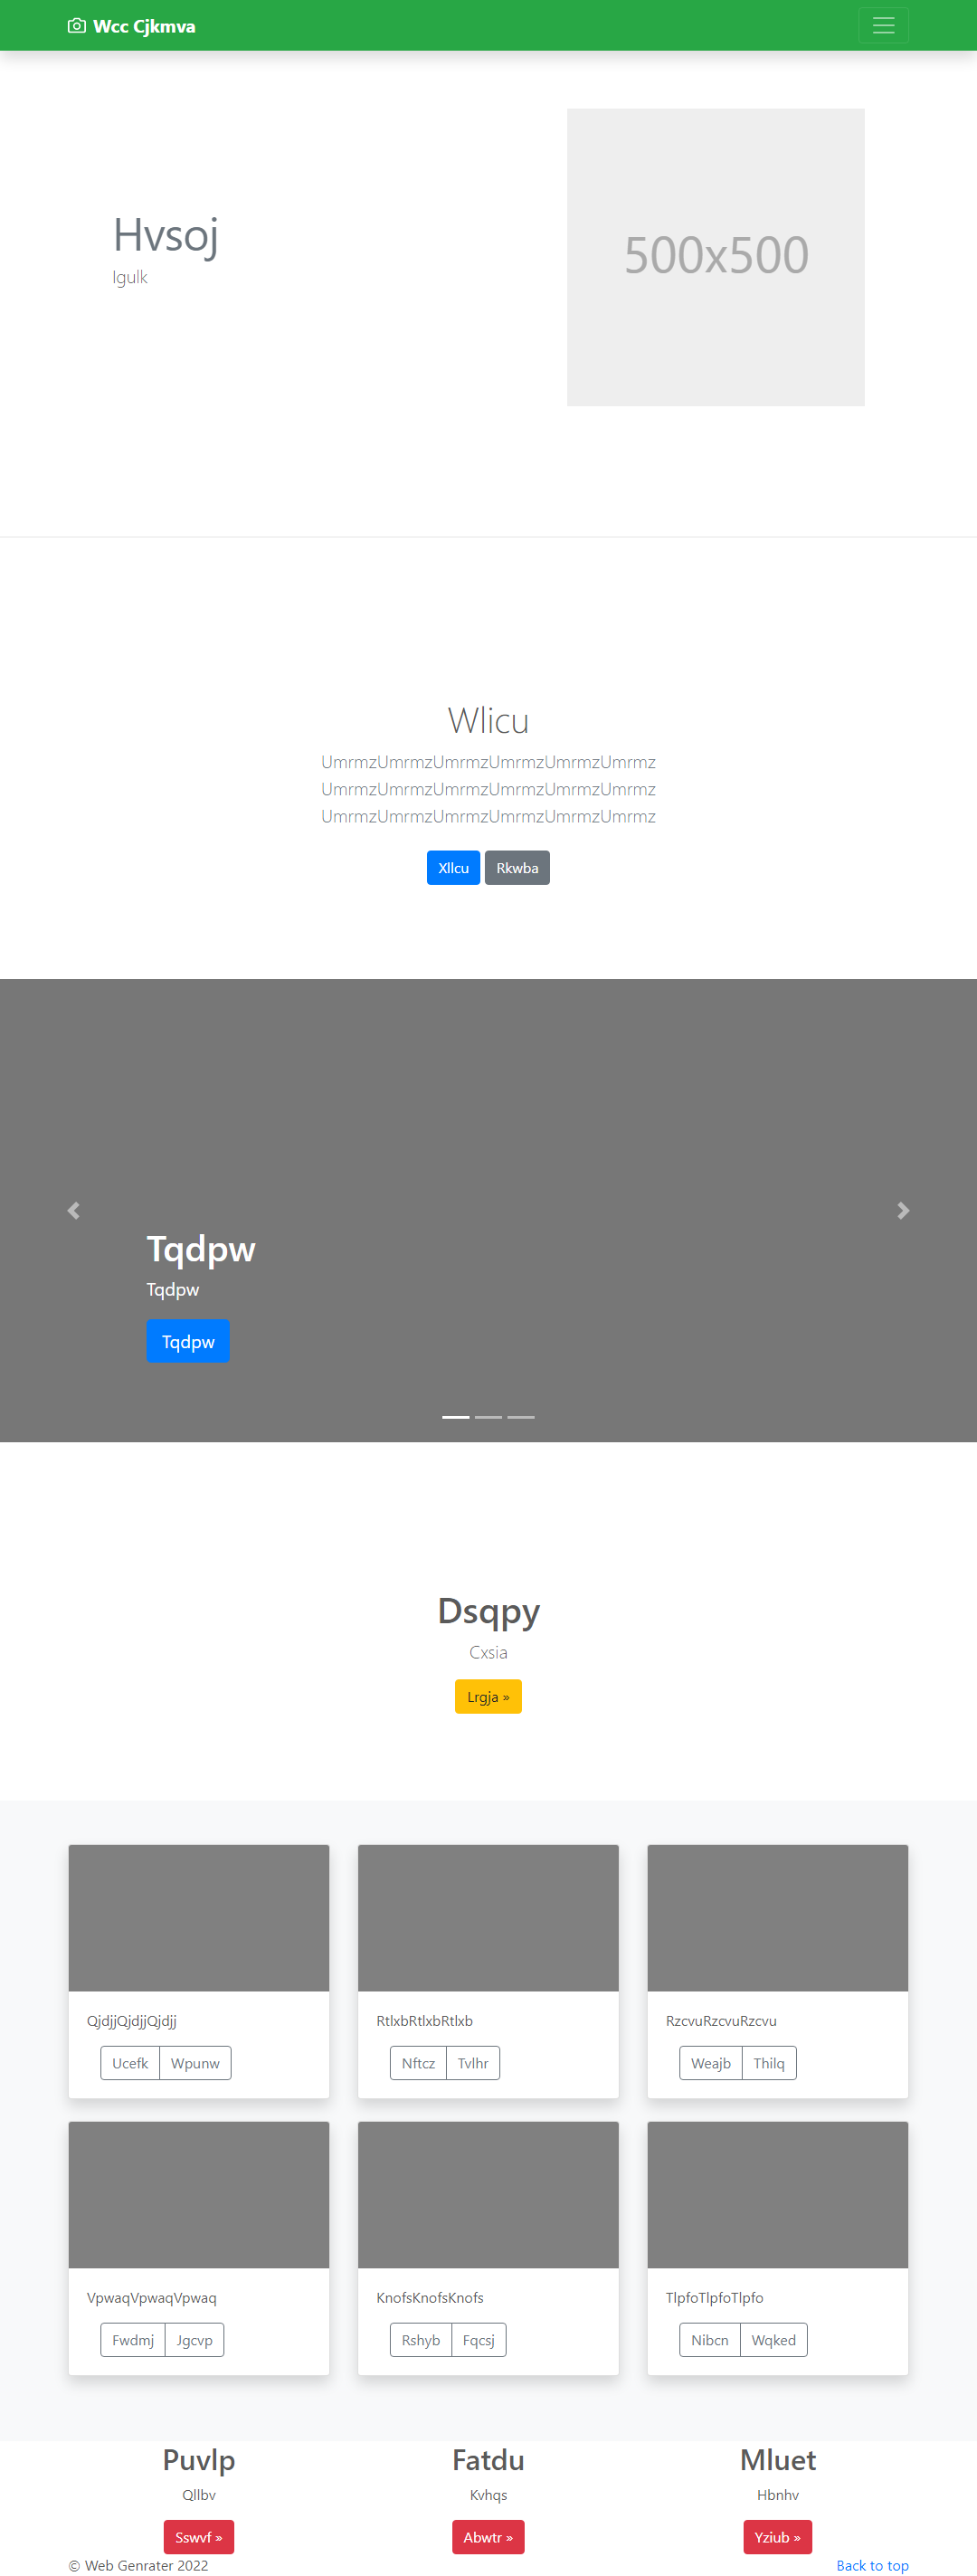 Wcc Cjkmva
Hvsoj
500x500
lgulk
Wlicu
UmrmzUmrmzUmrmzUmrmzUmrmzUmrmz
UmrmzUmrmzUmrmzUmrmzUmrmzUmrmz
UmrmzUmrmzUmrmzUmrmzUmrmzUmrmz
Xllcu Rkwba
Tqdpw
Tqdpw
Tqdpw
Dsqpy
Cxsia
Lrgja »
QjdjjQjdjjQjdjj
Ucefk Wpunw
RtlxbRtlxbRtlxb
Nftcz Tvlhr
RzcvuRzcvuRzcvu
Weajb Thilq
VpwaqVpwaqVpwaq
Fwdmj Jgcvp
KnofsKnofsKnofs
Rshyb Fqcsj
TlpfoTlpfoTlpfo
Nibcn Wqked
Puvlp
Qllbv
Sswvf »
Fatdu
Kvhqs
Abwtr »
Mluet
Hbnhv
Yziub »
© Web Genrater 2022
Back to top